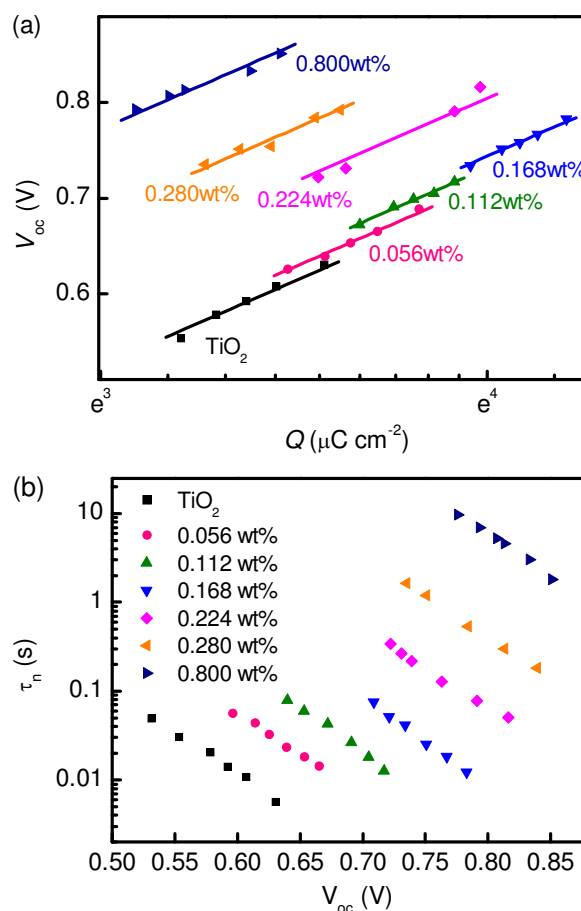 (a)
0.800wt%
0.8
0.280wt%
0.224wt%
0.168wt%
0.7
0.112wt%
0.056wt%
0.6
TiO₂
V_oc (V)
e³
e⁴
Q (μC cm⁻²)
(b)
TiO₂
0.056 wt%
0.112 wt%
0.168 wt%
0.224 wt%
0.280 wt%
0.800 wt%
10
1
0.1
0.01
τ_n (s)
0.50 0.55 0.60 0.65 0.70 0.75 0.80 0.85
V_oc (V)